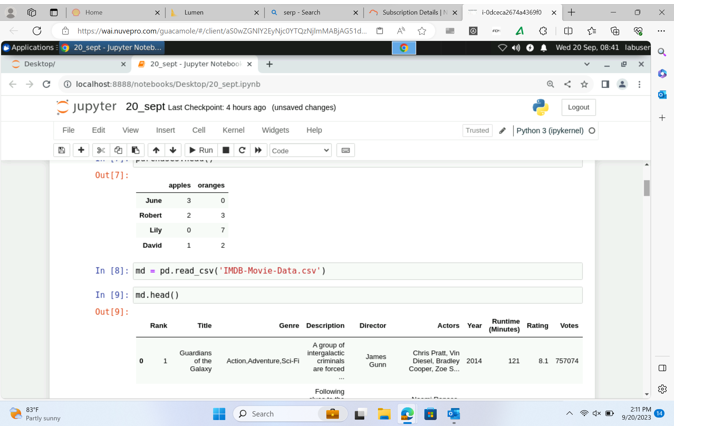 Home
Lumen
serp - Search
Subscription Details | N
i-0dceca2674a4369f0
https://wai.nuvepro.com/guacamole/#/client/aS0wZGNlY2EyNjc0YTQzNjlmMABjAG51d...
Applications
20_sept - Jupyter Noteb...
Wed 20 Sep, 08:41 labuser
Desktop/
20_sept - Jupyter Notebook
localhost:8888/notebooks/Desktop/20_sept.ipynb
jupyter 20_sept Last Checkpoint: 4 hours ago (unsaved changes)
Logout
File Edit View Insert Cell Kernel Widgets Help
Trusted
Python 3 (ipykernel)
Run
Code
Out[7]:
apples oranges
June 3 0
Robert 2 3
Lily 0 7
David 1 2
In [8]: md = pd.read_csv('IMDB-Movie-Data.csv')
In [9]: md.head()
Out[9]:
Rank Title Genre Description Director Actors Year Runtime (Minutes) Rating Votes
0 1 Guardians of the Galaxy Action,Adventure,Sci-Fi A group of intergalactic criminals are forced ... James Gunn Chris Pratt, Vin Diesel, Bradley Cooper, Zoe S... 2014 121 8.1 757074
Following
83°F
Partly sunny
Search
2:11 PM
9/20/2023